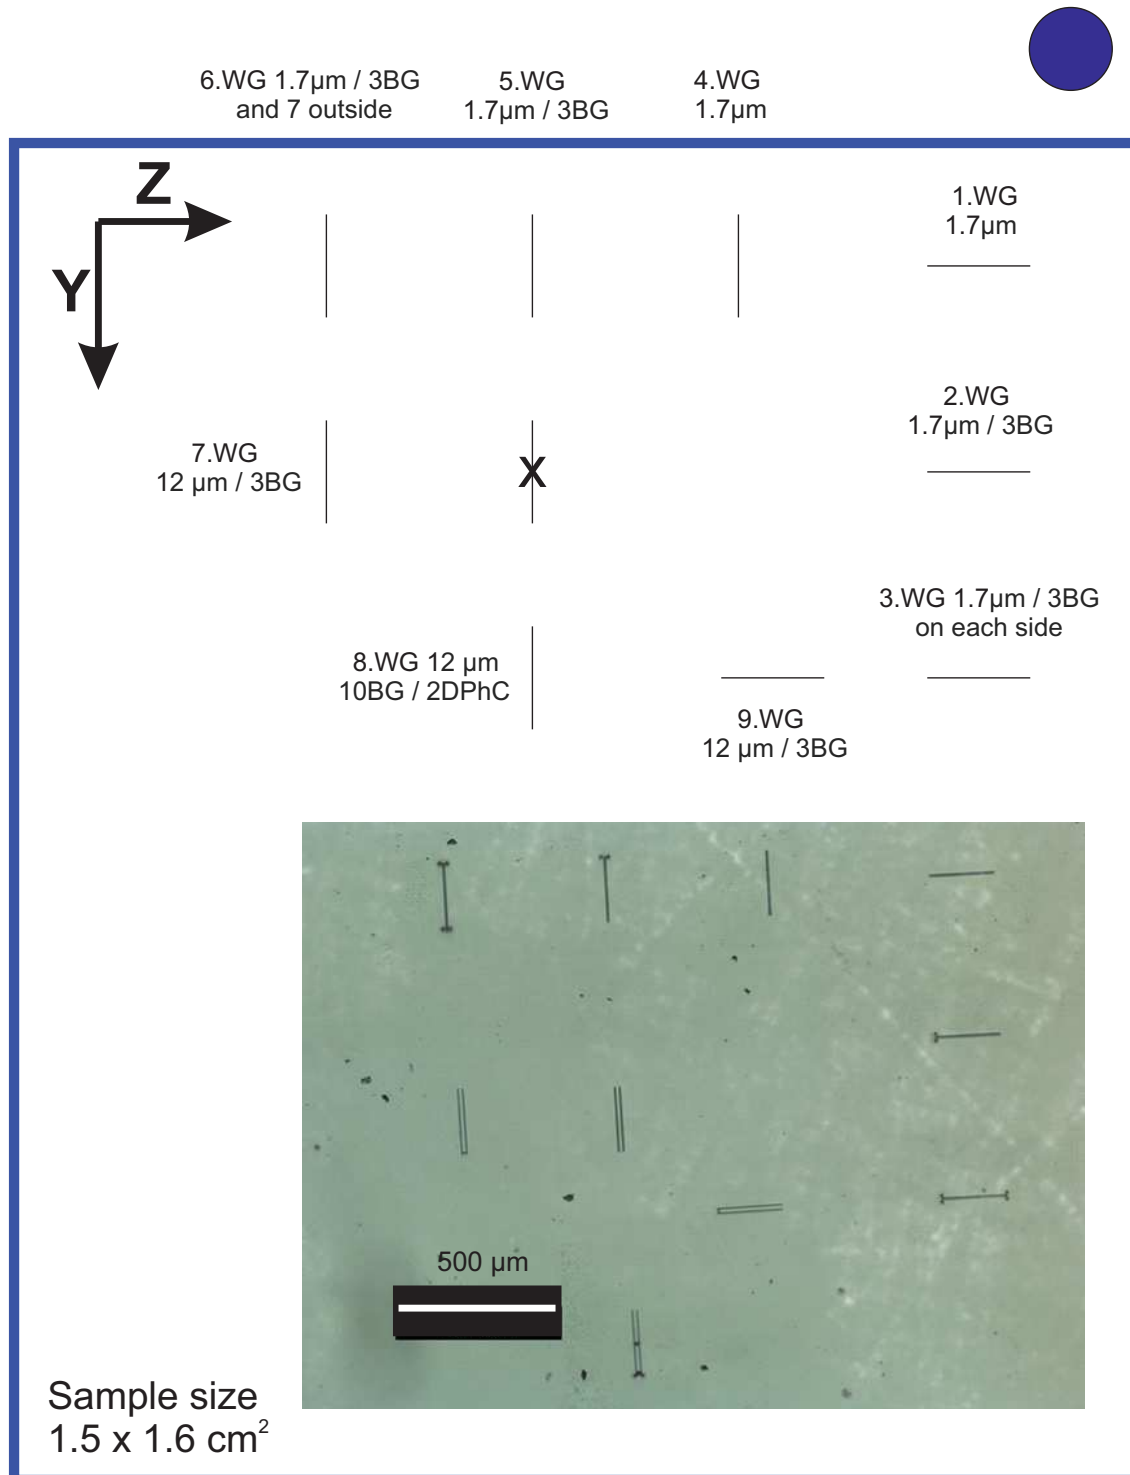 6.WG 1.7µm / 3BG
and 7 outside
5.WG
1.7µm / 3BG
4.WG
1.7µm
Z
Y
1.WG
1.7µm
2.WG
1.7µm / 3BG
7.WG
12 µm / 3BG
X
3.WG 1.7µm / 3BG
on each side
8.WG 12 µm
10BG / 2DPhC
9.WG
12 µm / 3BG
500 µm
Sample size
1.5 x 1.6 cm²